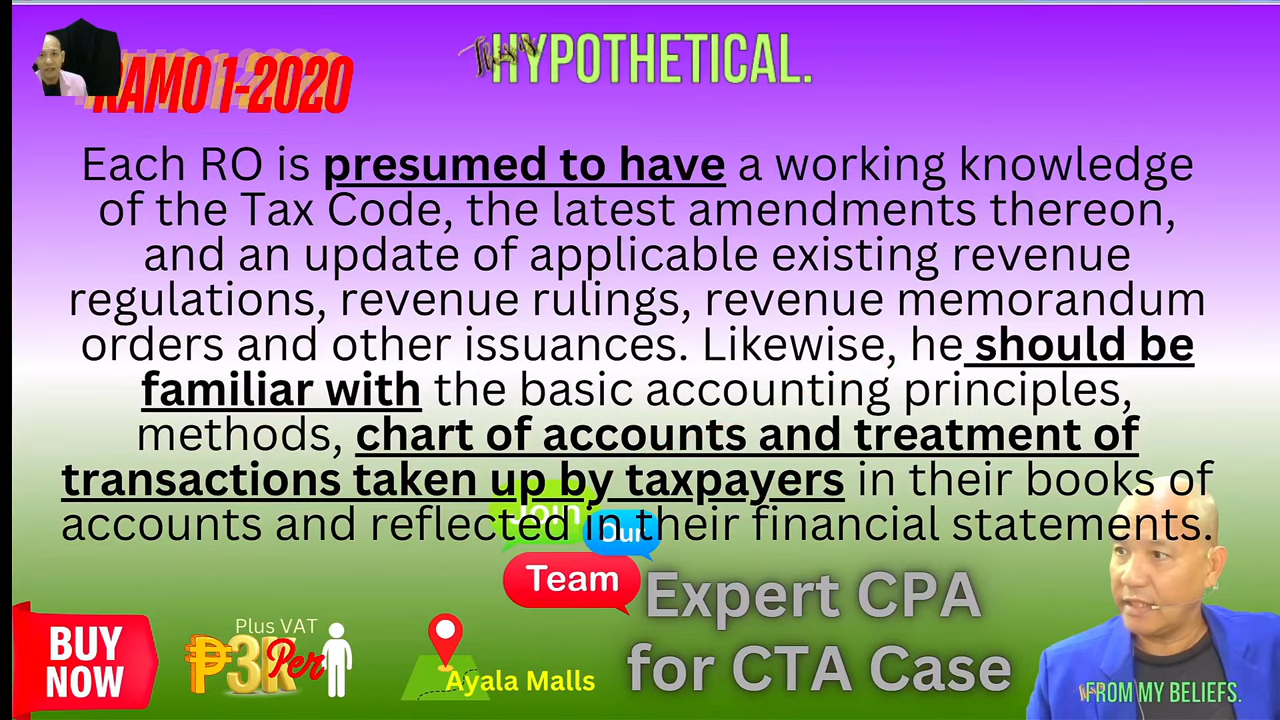 HYPOTHETICAL.
RAMO 1-2020
Each RO is presumed to have a working knowledge
of the Tax Code, the latest amendments thereon,
and an update of applicable existing revenue
regulations, revenue rulings, revenue memorandum
orders and other issuances. Likewise, he should be
familiar with the basic accounting principles,
methods, chart of accounts and treatment of
transactions taken up by taxpayers in their books of
accounts and reflected in their financial statements.
Join
Our
Team
Expert CPA
for CTA Case
BUY
NOW
Plus VAT
₱3K Per
Ayala Malls
FROM MY BELIEFS.